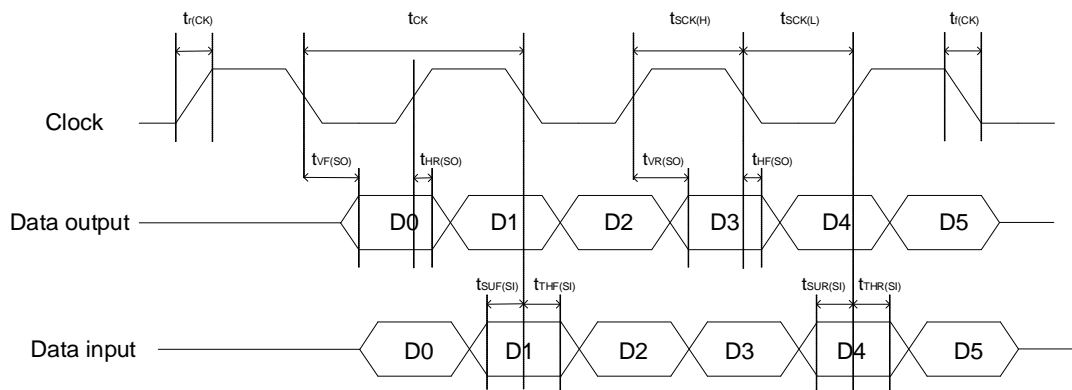 tr(CK) tCK tSCK(H) tSCK(L) tf(CK)
Clock
tVF(SO) tHR(SO) tVR(SO) tHF(SO)
Data output D0 D1 D2 D3 D4 D5
tSUF(SI) tTHF(SI) tSUR(SI) tTHR(SI)
Data input D0 D1 D2 D3 D4 D5